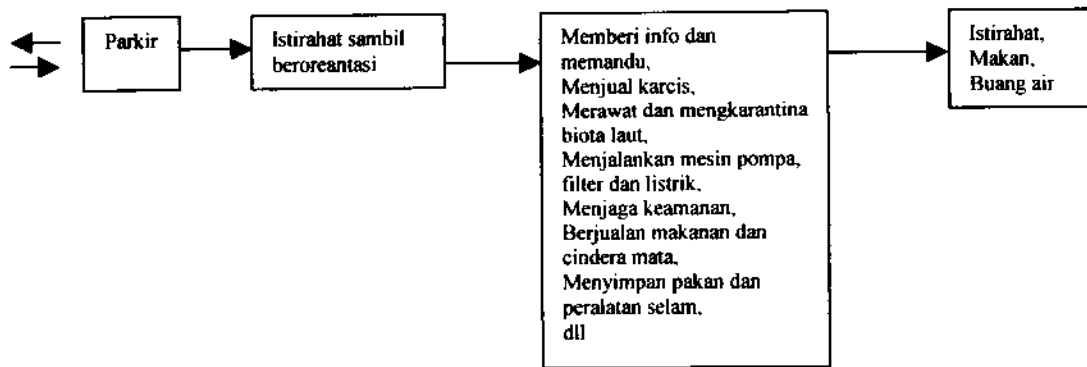 Parkir
Istirahat sambil
beroreantasi
Memberi info dan
memandu,
Menjual karcis,
Merawat dan mengkarantina
biota laut,
Menjalankan mesin pompa,
filter dan listrik,
Menjaga keamanan,
Berjualan makanan dan
cindera mata,
Menyimpan pakan dan
peralatan selam,
dll
Istirahat,
Makan,
Buang air